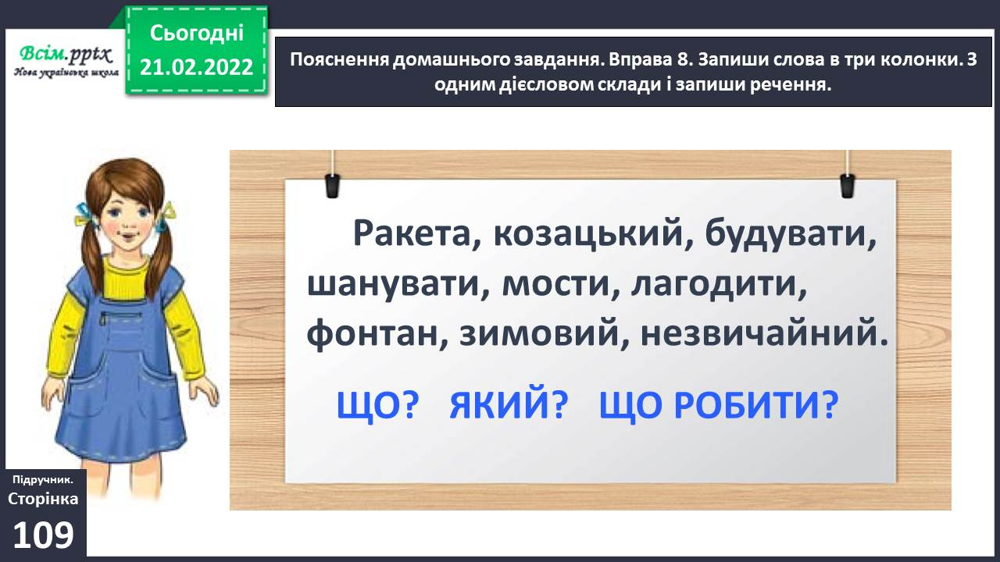 Всім.pptx
Нова українська школа
Сьогодні
21.02.2022
Пояснення домашнього завдання. Вправа 8. Запиши слова в три колонки. З
одним дієсловом склади і запиши речення.
Ракета, козацький, будувати,
шанувати, мости, лагодити,
фонтан, зимовий, незвичайний.
ЩО? ЯКИЙ? ЩО РОБИТИ?
Підручник.
Сторінка
109